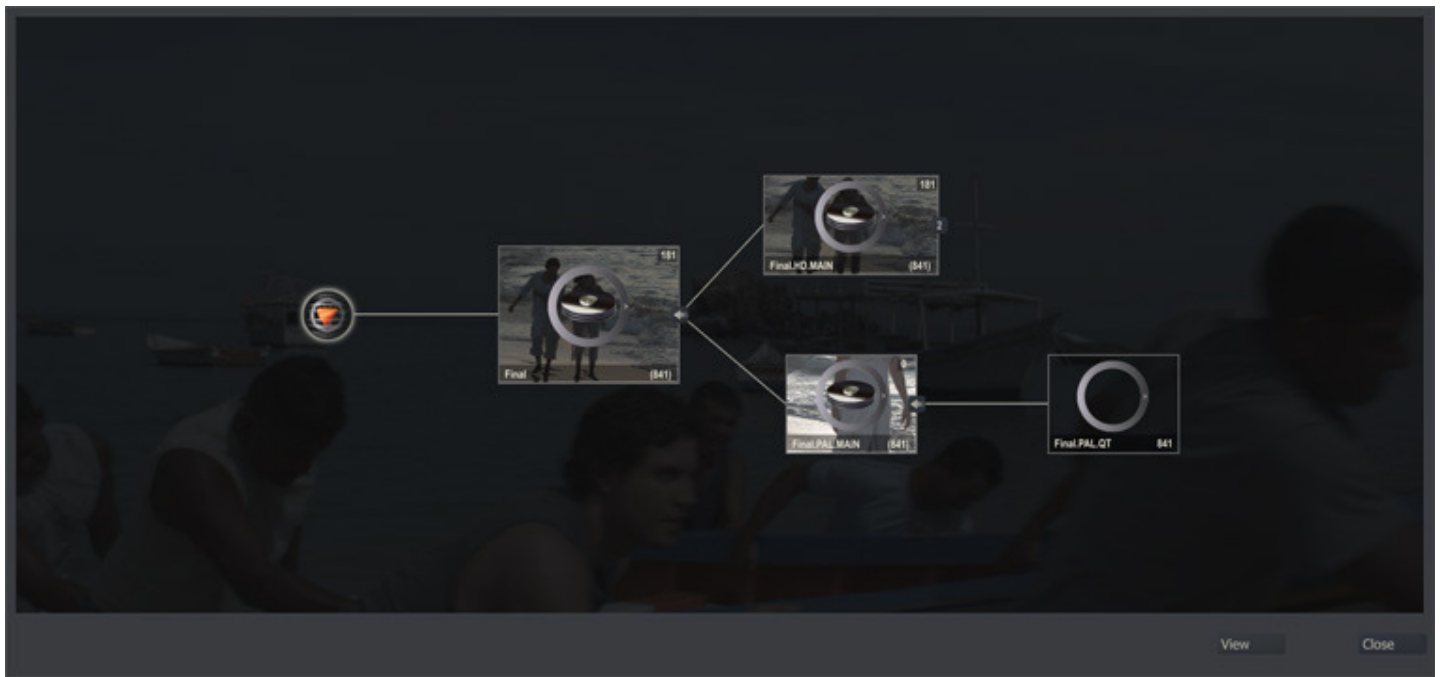 181
Final.HD.MAIN (841)
2
181
Final (841)
0
Final.PAL.MAIN (841)
Final.PAL.QT 841
View Close